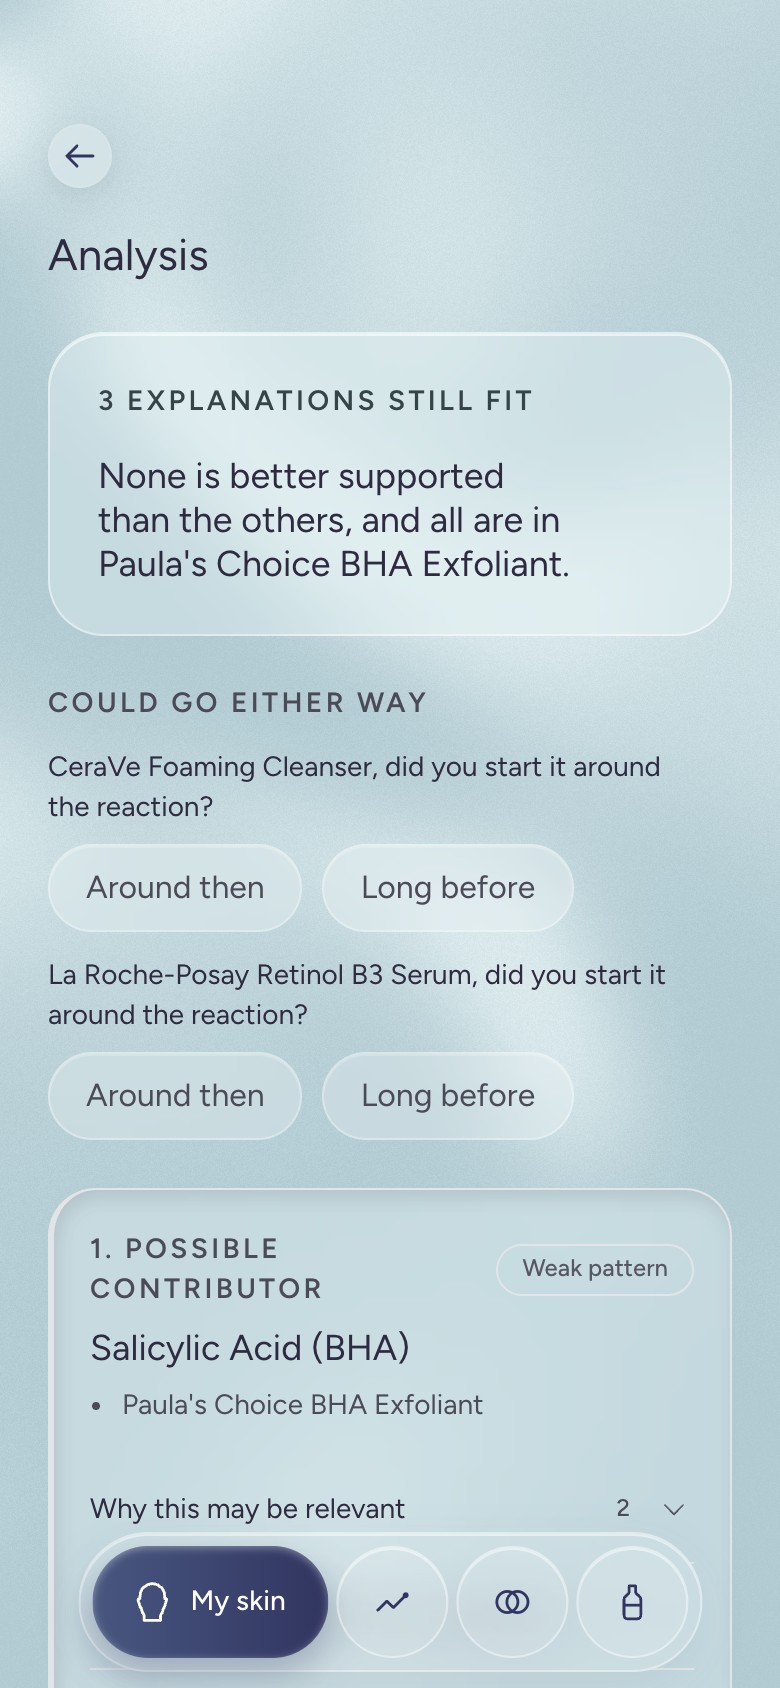 Analysis
3 EXPLANATIONS STILL FIT
None is better supported
than the others, and all are in
Paula's Choice BHA Exfoliant.
COULD GO EITHER WAY
CeraVe Foaming Cleanser, did you start it around
the reaction?
Around then
Long before
La Roche-Posay Retinol B3 Serum, did you start it
around the reaction?
Around then
Long before
1. POSSIBLE
CONTRIBUTOR
Weak pattern
Salicylic Acid (BHA)
• Paula's Choice BHA Exfoliant
Why this may be relevant 2
My skin